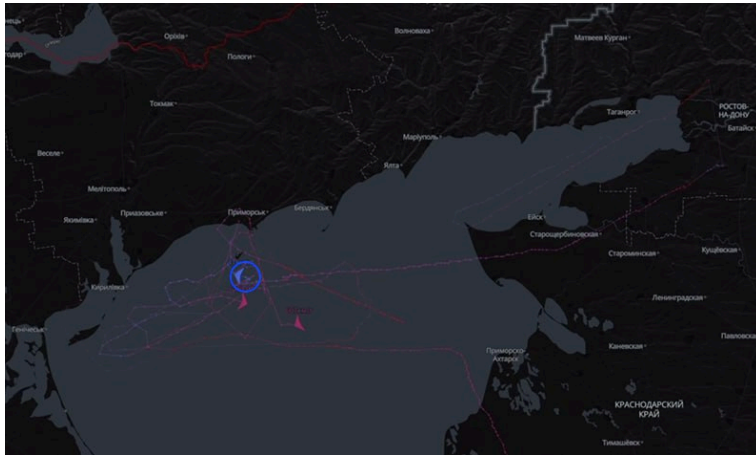 Оріхів
Волноваха
Матвеев Курган
Пологи
Токмак
Таганрог
РОСТОВ-
НА-ДОНУ
Батайск
Маріуполь
Веселе
Ялта
Мелітополь
Якимівка
Приазовське
Приморськ
Бердянськ
Ейск
Старощербиновская
Староминская
Кущёвская
Кирилівка
Ленинградская
Генічеськ
Приморско-
Ахтарск
Каневская
Павловская
КРАСНОДАРСКИЙ
КРАЙ
Тимашёвск